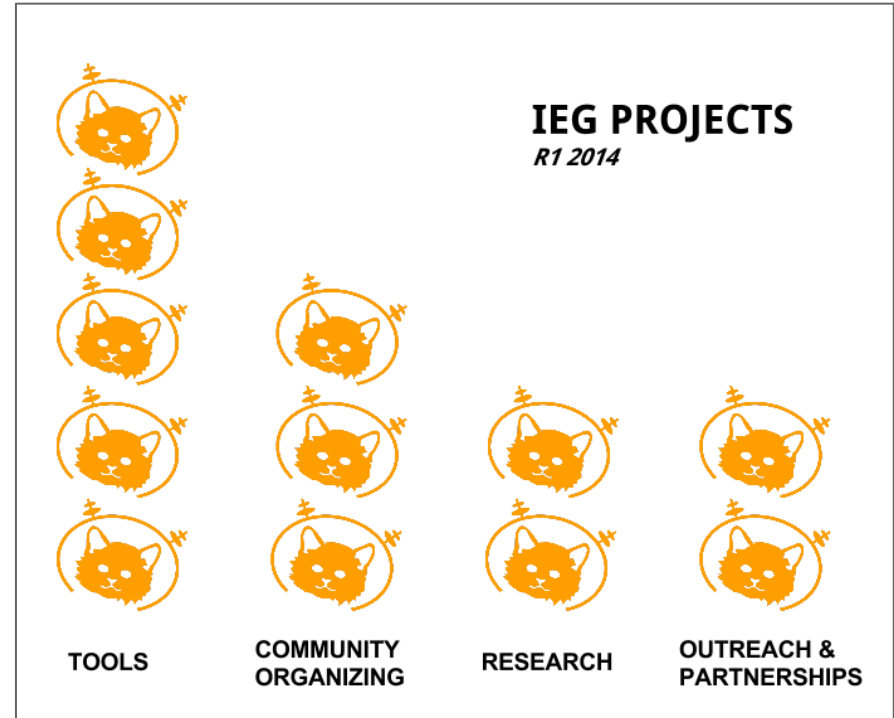 IEG PROJECTS
R1 2014
TOOLS
COMMUNITY
ORGANIZING
RESEARCH
OUTREACH &
PARTNERSHIPS